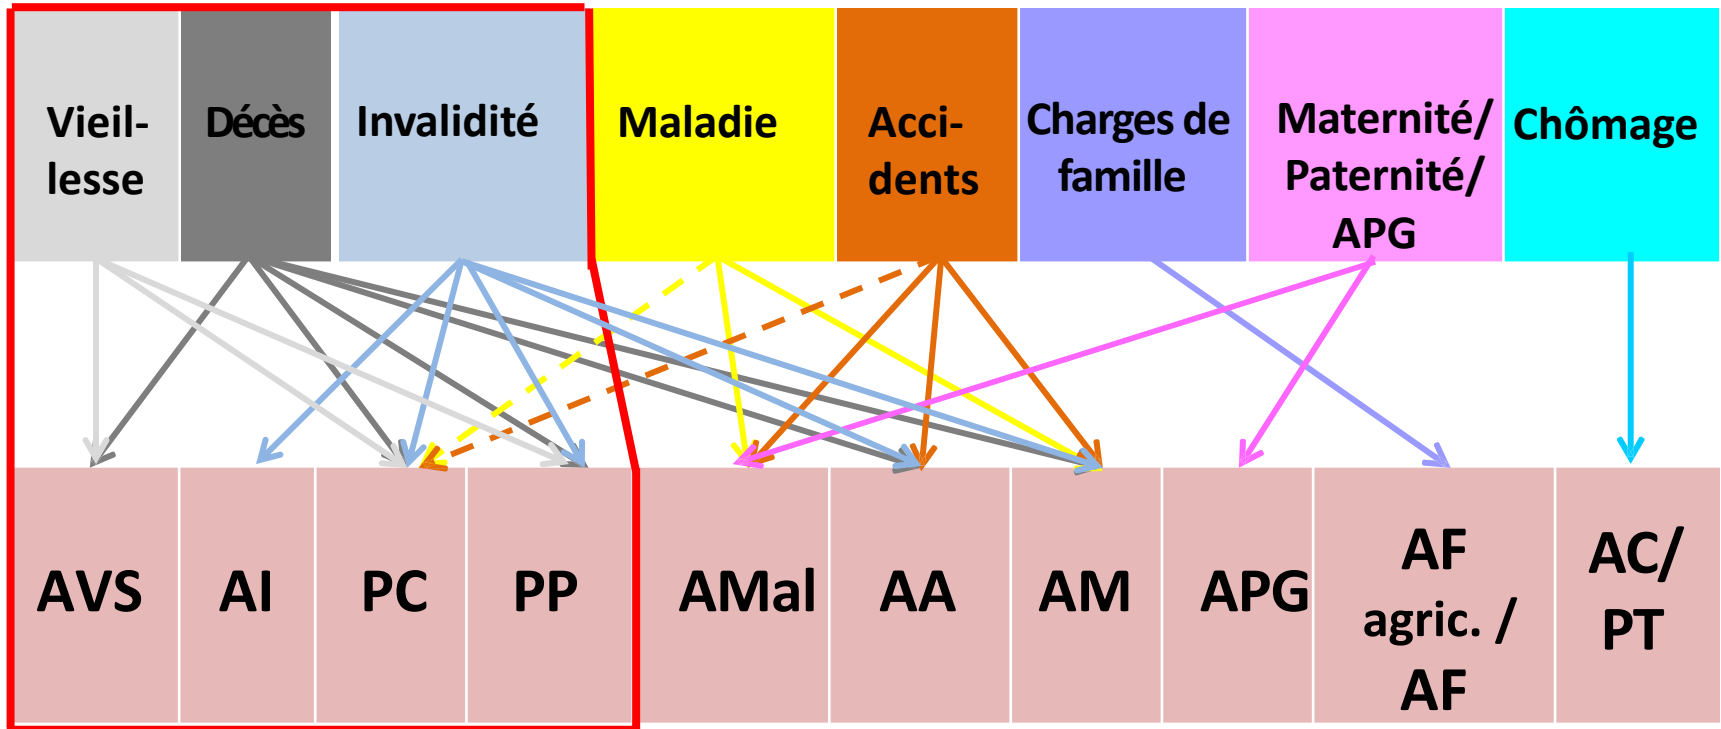 Vieil-
lesse
Décès
Invalidité
Maladie
Acci-
dents
Charges de
famille
Maternité/
Paternité/
APG
Chômage
AVS
AI
PC
PP
AMal
AA
AM
APG
AF
agric. /
AF
AC/
PT